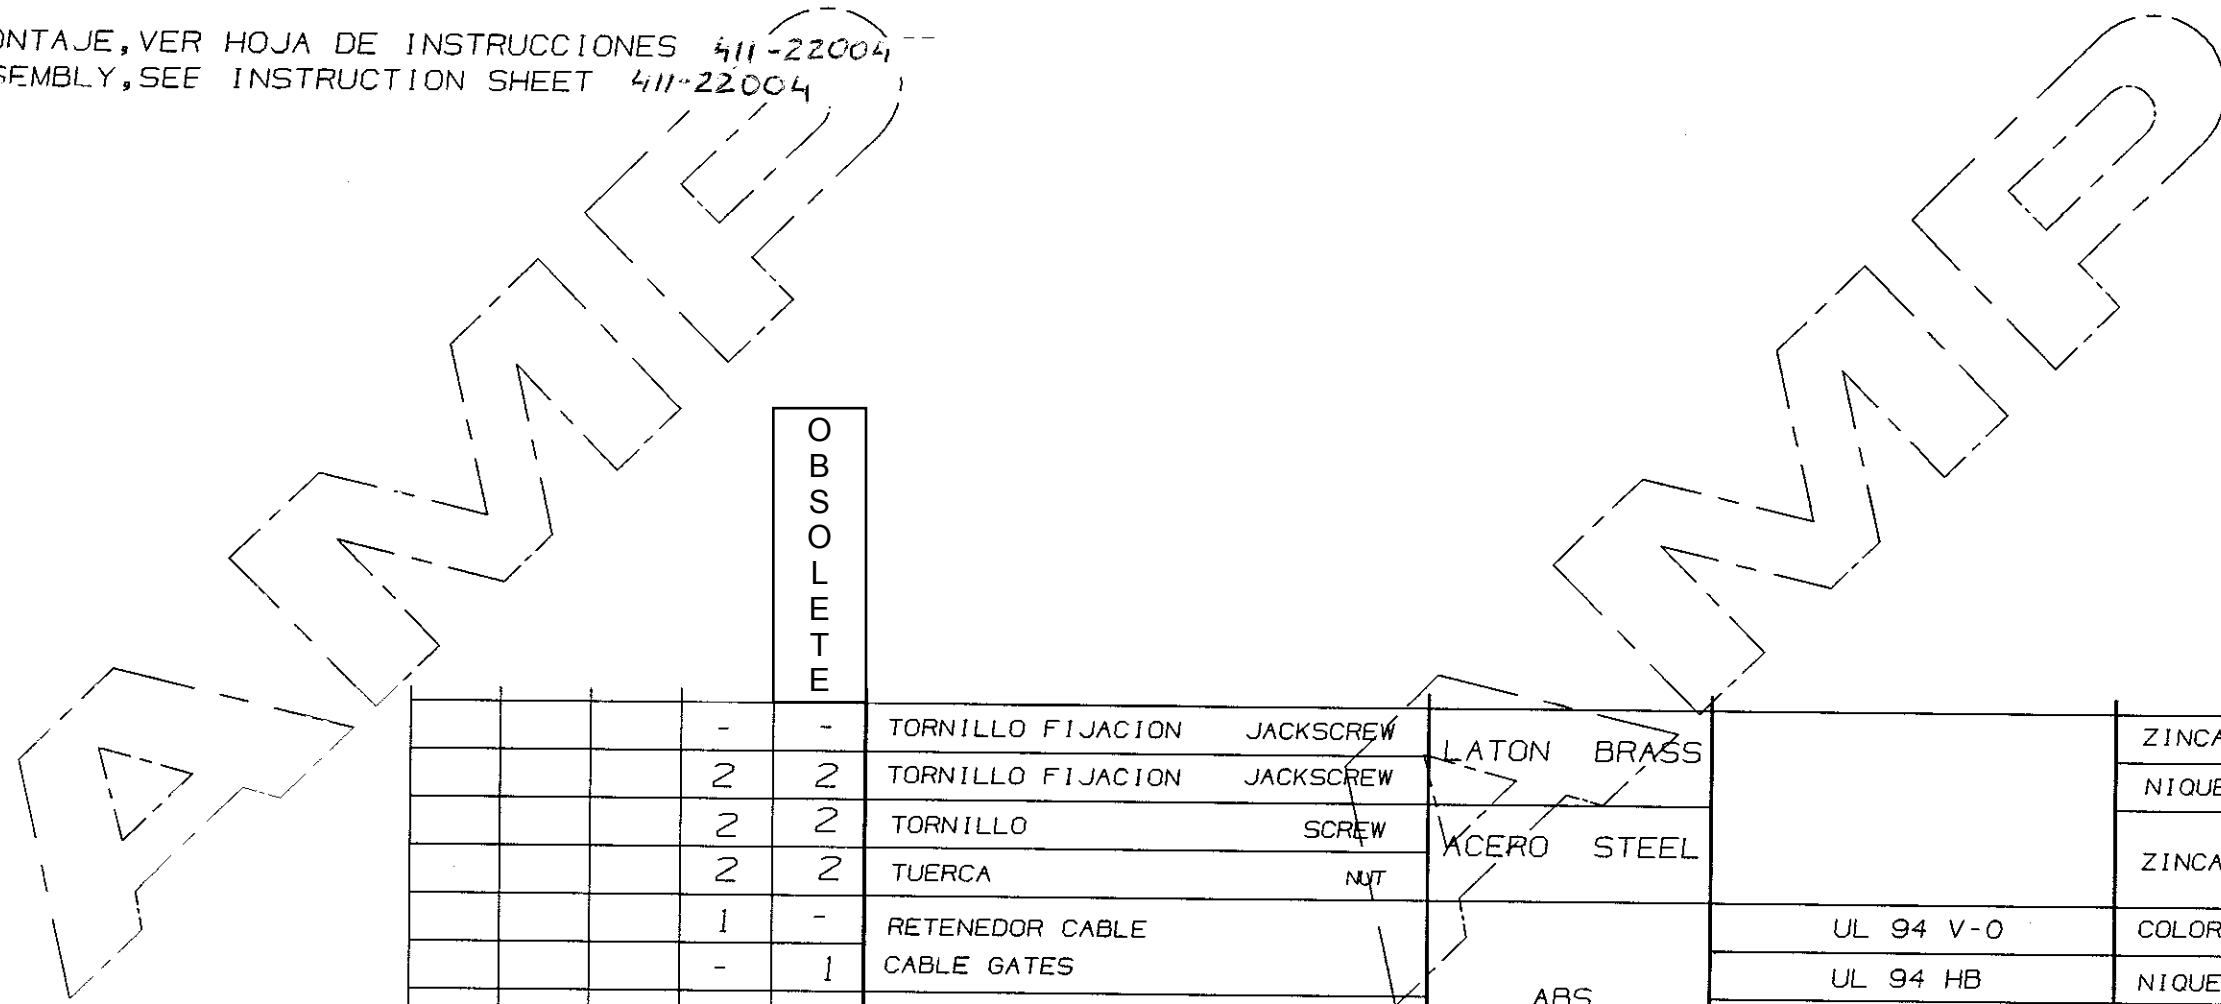 ONTAJE, VER HOJA DE INSTRUCCIONES 411-22004
SEMBLY, SEE INSTRUCTION SHEET 411-22004
AMP
AMP
OBSOLETE
- - TORNILLO FIJACION JACKSCREW
LATON BRASS
ZINCA
2 2 TORNILLO FIJACION JACKSCREW
NIQUE
2 2 TORNILLO SCREW
ACERO STEEL
ZINCA
2 2 TUERCA NUT
1 - RETENEDOR CABLE
UL 94 V-0
COLOR
- 1 CABLE GATES
UL 94 HB
NIQUE
ABS